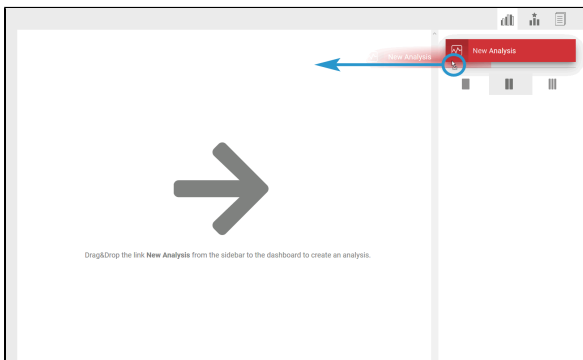 New Analysis
New Analysis
Drag&Drop the link New Analysis from the sidebar to the dashboard to create an analysis.